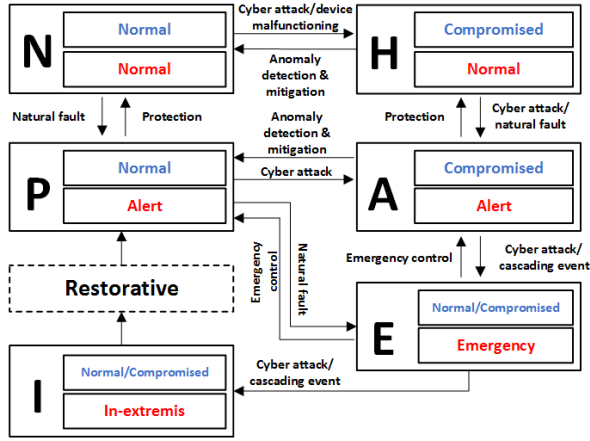 N
Normal
Normal
Cyber attack/device
malfunctioning
Anomaly
detection &
mitigation
H
Compromised
Normal
Natural fault
Protection
Anomaly
detection &
mitigation
Protection
Cyber attack/
natural fault
P
Normal
Alert
Cyber attack
A
Compromised
Alert
Emergency
control
Natural fault
Emergency control
Cyber attack/
cascading event
Restorative
E
Normal/Compromised
Emergency
I
Normal/Compromised
In-extremis
Cyber attack/
cascading event